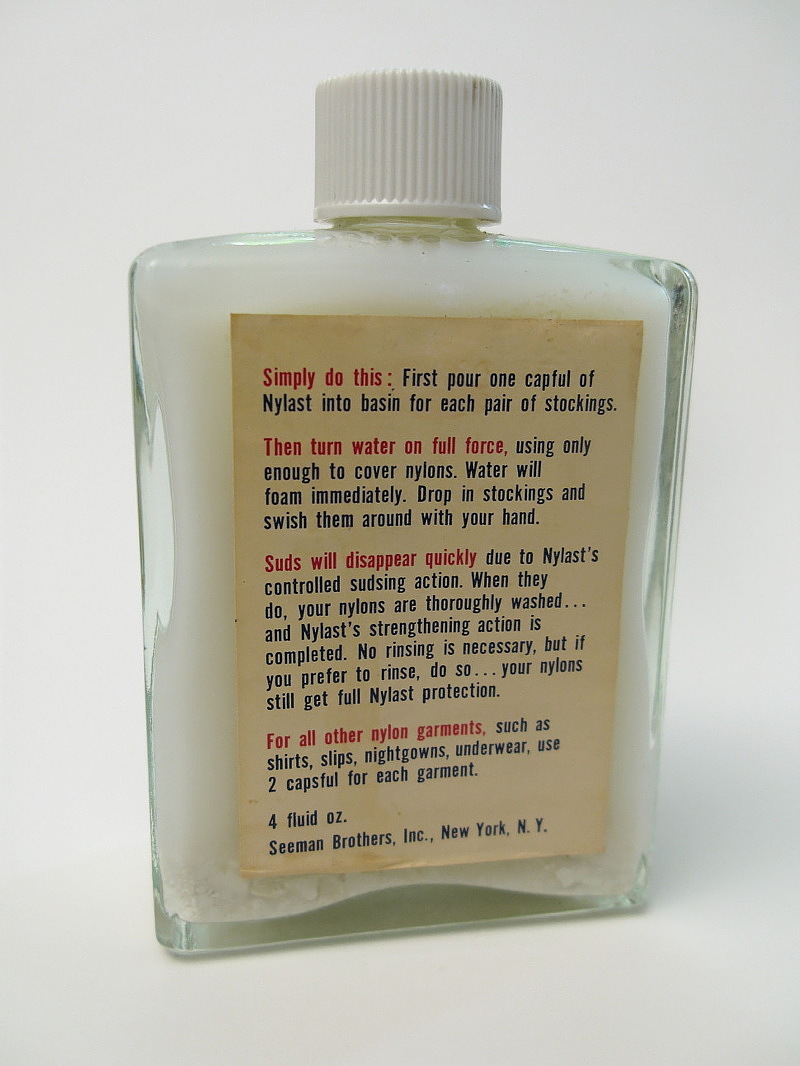 Simply do this: First pour one capful of
Nylast into basin for each pair of stockings.
Then turn water on full force, using only
enough to cover nylons. Water will
foam immediately. Drop in stockings and
swish them around with your hand.
Suds will disappear quickly due to Nylast's
controlled sudsing action. When they
do, your nylons are thoroughly washed...
and Nylast's strengthening action is
completed. No rinsing is necessary, but if
you prefer to rinse, do so...your nylons
still get full Nylast protection.
For all other nylon garments, such as
shirts, slips, nightgowns, underwear, use
2 capsful for each garment.
4 fluid oz.
Seeman Brothers, Inc., New York, N. Y.